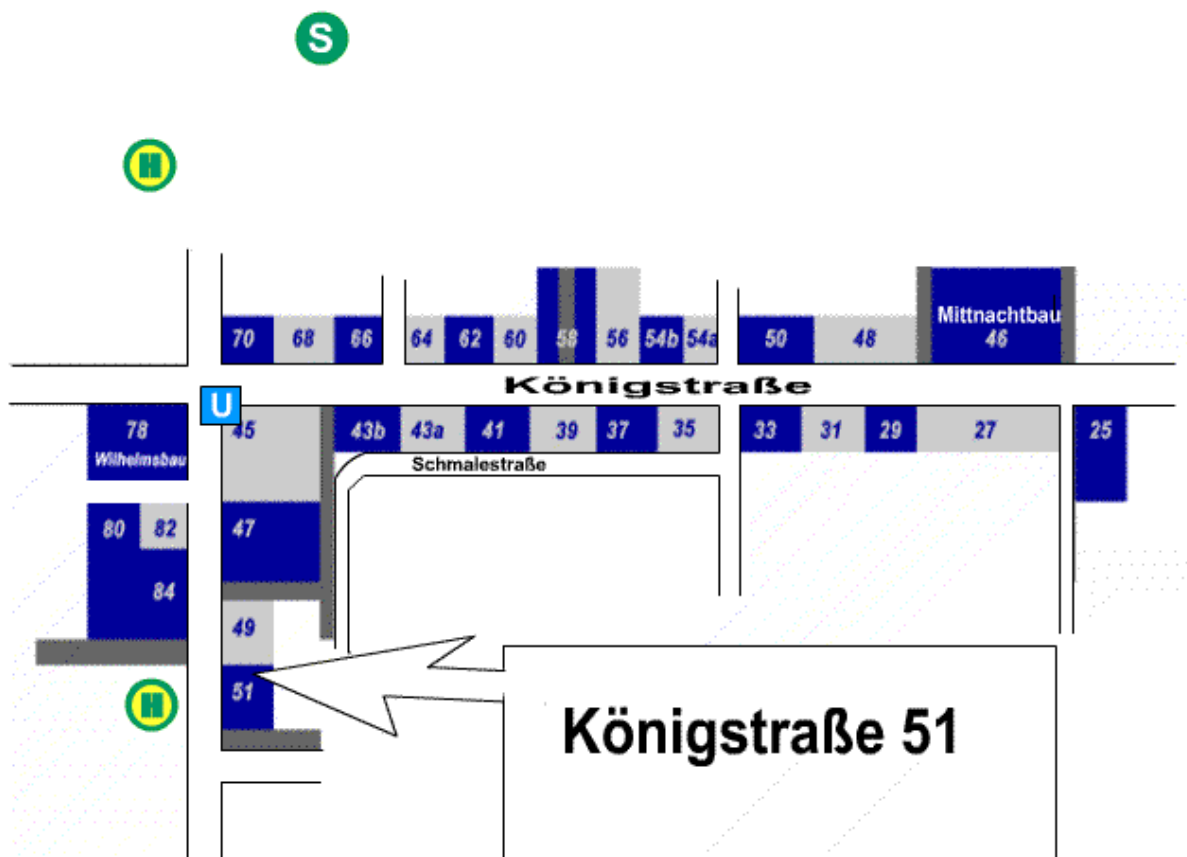 S
H
70 68 66 64 62 60 58 56 54b 54a 50 48 Mittnachtbau
46
Königstraße
U
78
Wilhelmsbau
45 43b 43a 41 39 37 35 33 31 29 27 25
Schmalestraße
80 82 47
84
49
51
H
Königstraße 51